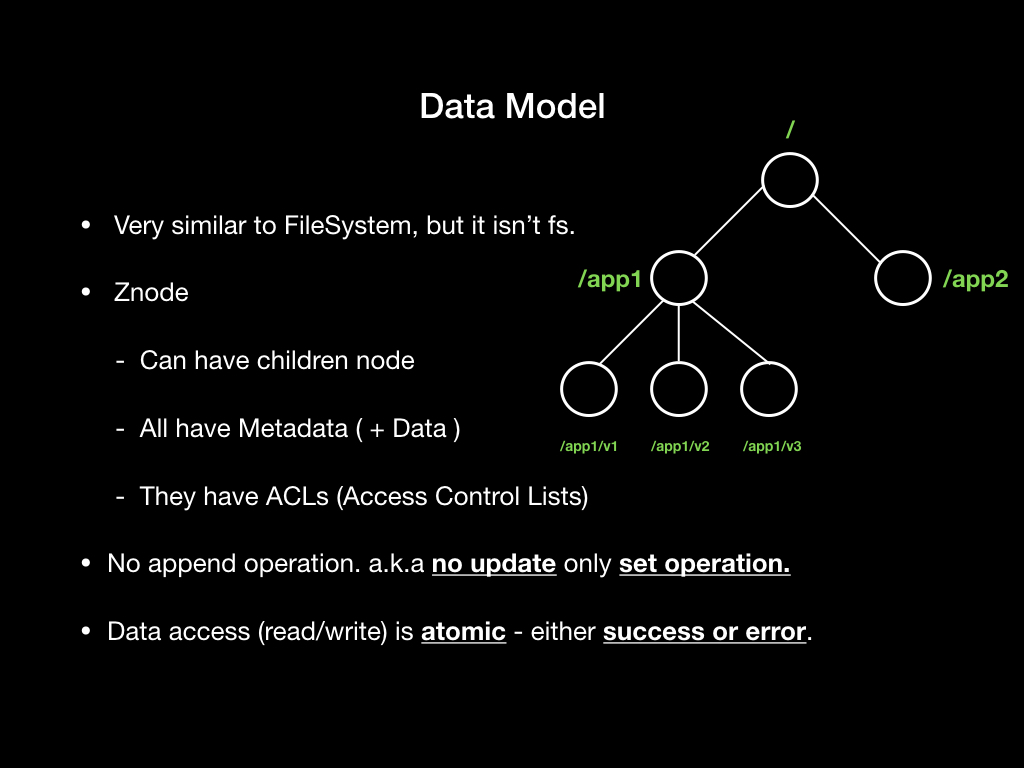 Data Model
/
• Very similar to FileSystem, but it isn’t fs.
/app1
/app2
• Znode
- Can have children node
- All have Metadata ( + Data )
/app1/v1 /app1/v2 /app1/v3
- They have ACLs (Access Control Lists)
• No append operation. a.k.a no update only set operation.
• Data access (read/write) is atomic - either success or error.